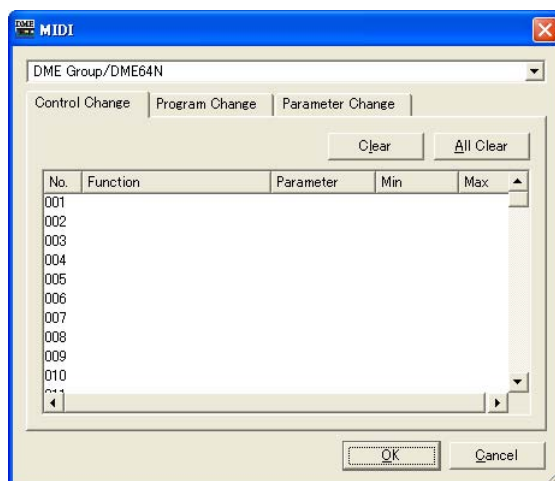 MIDI
DME Group/DME64N
Control Change Program Change Parameter Change
Clear All Clear
No. Function Parameter Min Max
001
002
003
004
005
006
007
008
009
010
011
OK Cancel